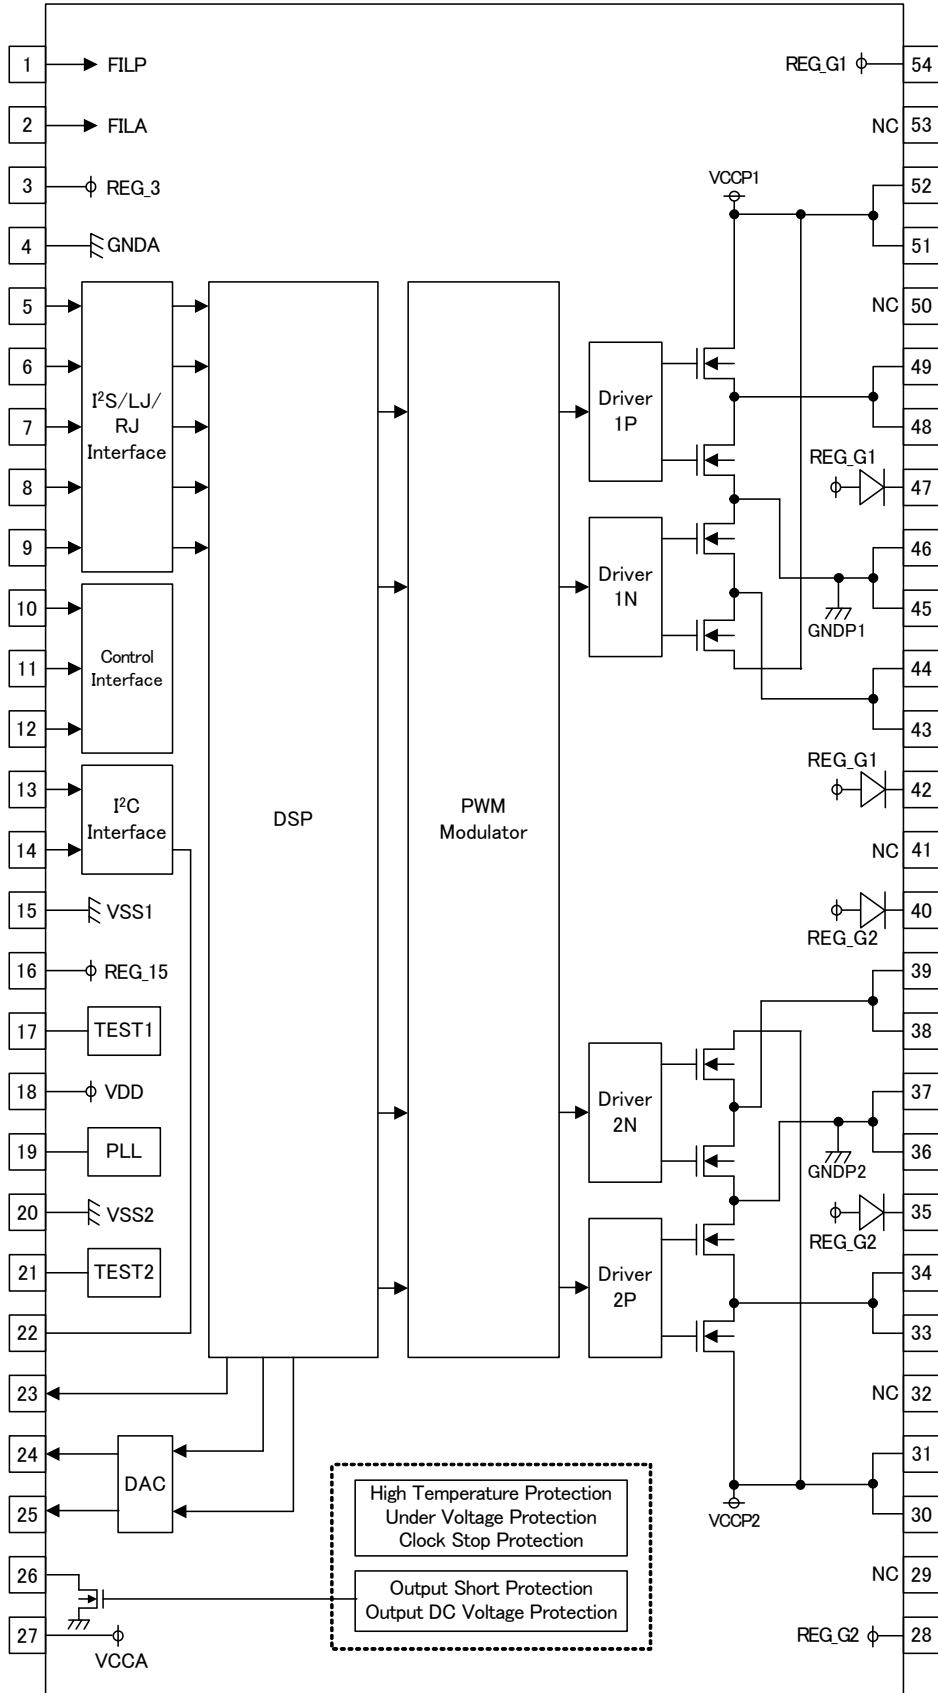 1
FILP
REG_G1
54
2
FILA
NC
53
3
REG_3
VCCP1
52
4
GNDA
51
5
NC
50
6
49
I²S/LJ/
RJ
Interface
Driver
1P
7
48
8
REG_G1
47
9
46
10
Driver
1N
45
GNDP1
11
Control
Interface
44
12
43
13
REG_G1
42
I²C
Interface
DSP
PWM
Modulator
14
NC
41
15
VSS1
40
REG_G2
16
REG_15
39
17
TEST1
38
18
VDD
Driver
2N
37
19
PLL
36
GNDP2
20
VSS2
35
REG_G2
21
TEST2
Driver
2P
34
22
33
23
NC
32
24
31
DAC
High Temperature Protection
Under Voltage Protection
Clock Stop Protection
25
VCCP2
30
26
Output Short Protection
Output DC Voltage Protection
NC
29
27
VCCA
REG_G2
28